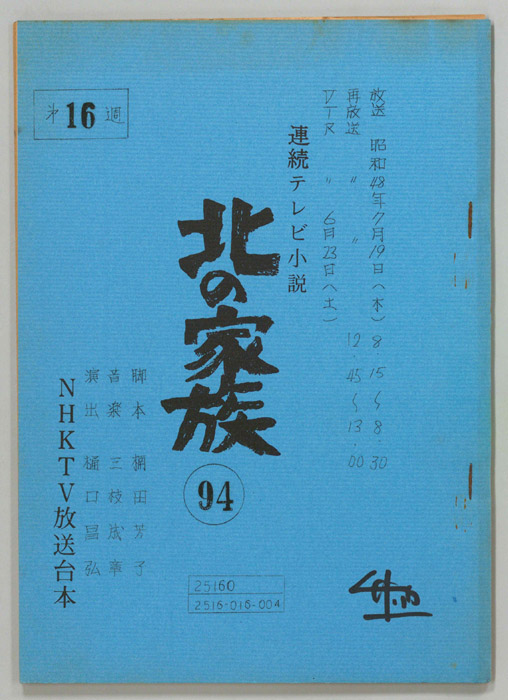 第16週
放送 昭和48年7月19日(木) 8 15 〜 8 30
再放送 〃 〃 12 45 〜 13 00
VTR 〃 6月23日(土)
連続テレビ小説
北の家族
94
脚本 楠田芳子
音楽 三枝成章
演出 樋口昌弘
NHKTV放送台本
25160
2516-016-004